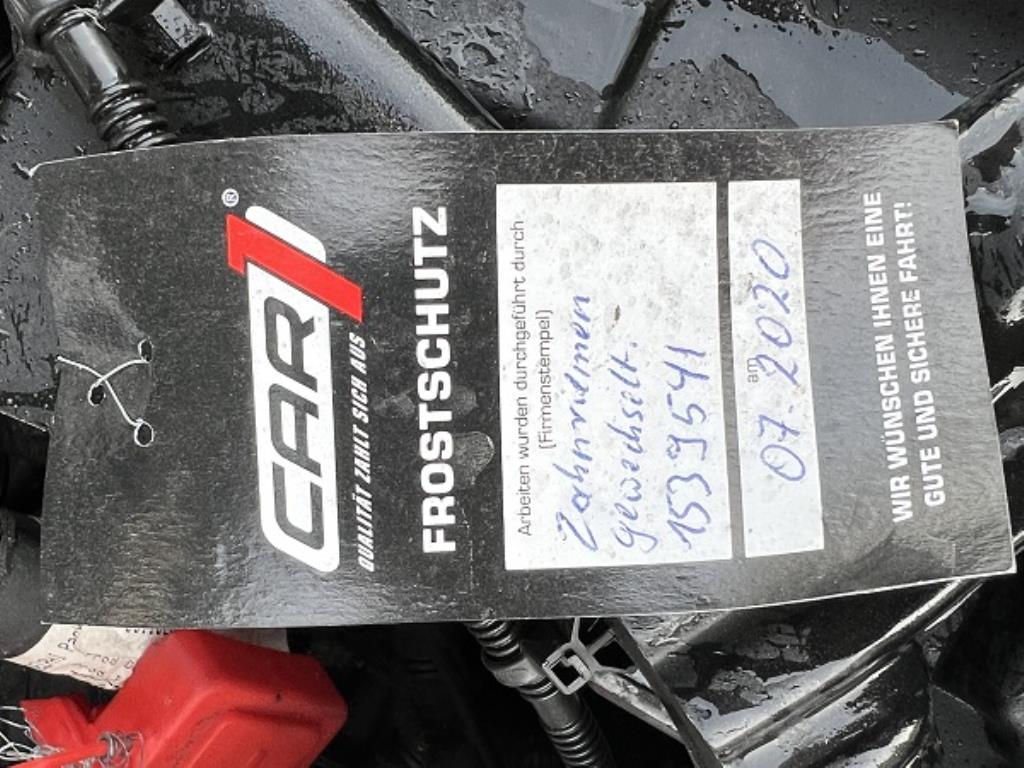 CAR1®
QUALITÄT ZAHLT SICH AUS
FROSTSCHUTZ
Arbeiten wurden durchgeführt durch
(Firmenstempel)
Zahnriemen
gewechselt.
1539541
am
07.2020
WIR WÜNSCHEN IHNEN EINE
GUTE UND SICHERE FAHRT!